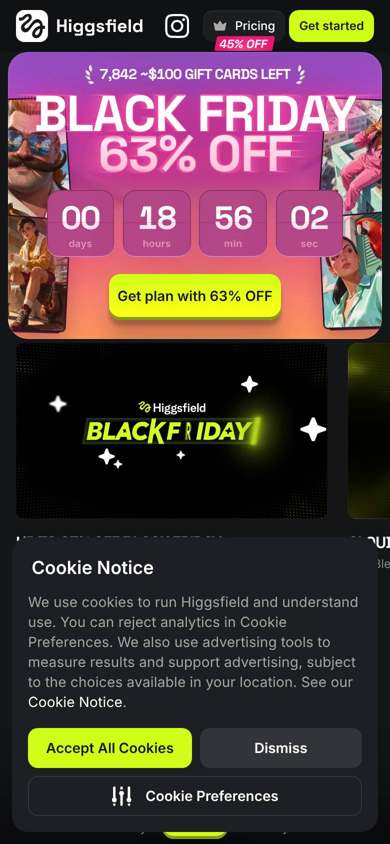 Higgsfield
Pricing
45% OFF
Get started
7,842 ~$100 GIFT CARDS LEFT
BLACK FRIDAY
63% OFF
00 18 56 02
days hours min sec
Get plan with 63% OFF
Higgsfield
BLACK FRIDAY
Cookie Notice
We use cookies to run Higgsfield and understand
use. You can reject analytics in Cookie
Preferences. We also use advertising tools to
measure results and support advertising, subject
to the choices available in your location. See our
Cookie Notice.
Accept All Cookies
Dismiss
Cookie Preferences